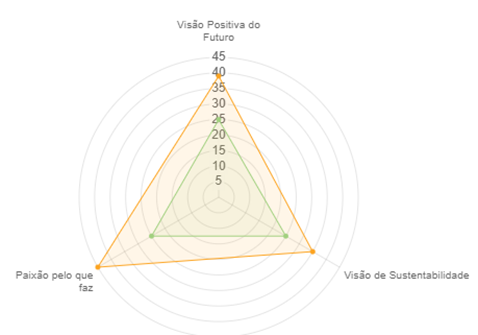 Visão Positiva do
Futuro
45
40
35
30
25
20
15
10
5
Paixão pelo que
faz
Visão de Sustentabilidade